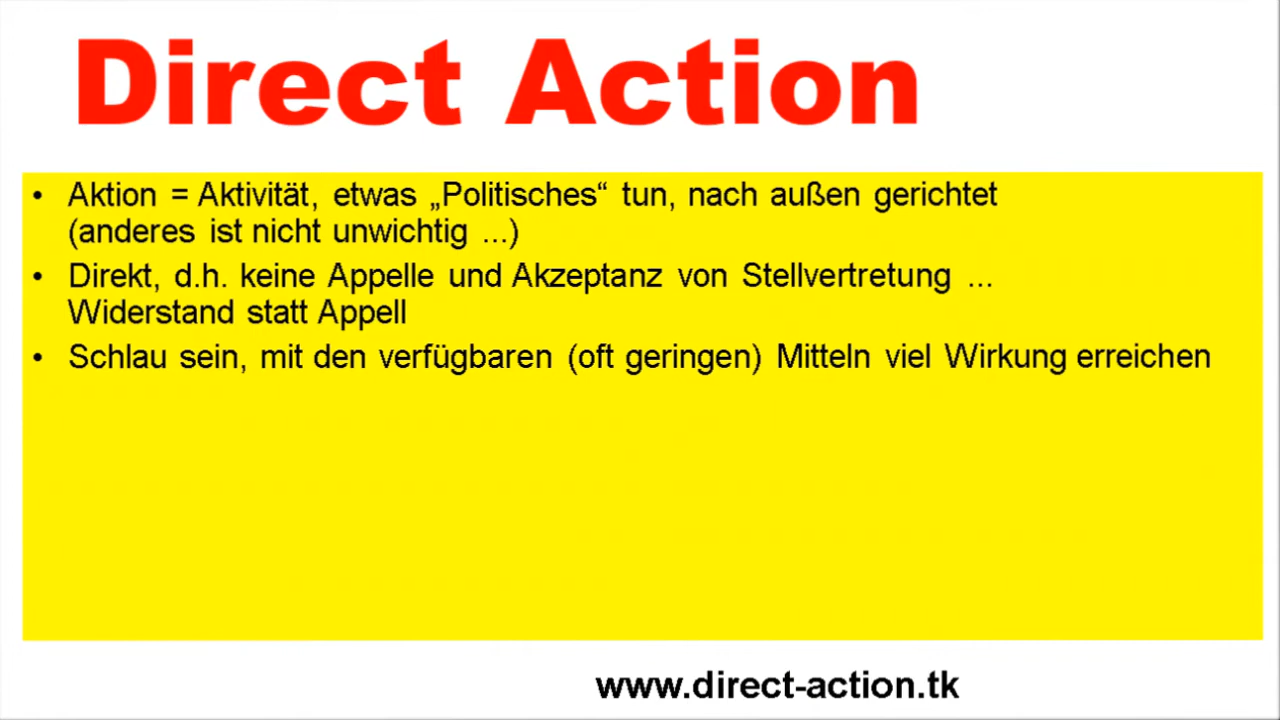 Direct Action
• Aktion = Aktivität, etwas „Politisches“ tun, nach außen gerichtet
(anderes ist nicht unwichtig ...)
• Direkt, d.h. keine Appelle und Akzeptanz von Stellvertretung ...
Widerstand statt Appell
• Schlau sein, mit den verfügbaren (oft geringen) Mitteln viel Wirkung erreichen
www.direct-action.tk